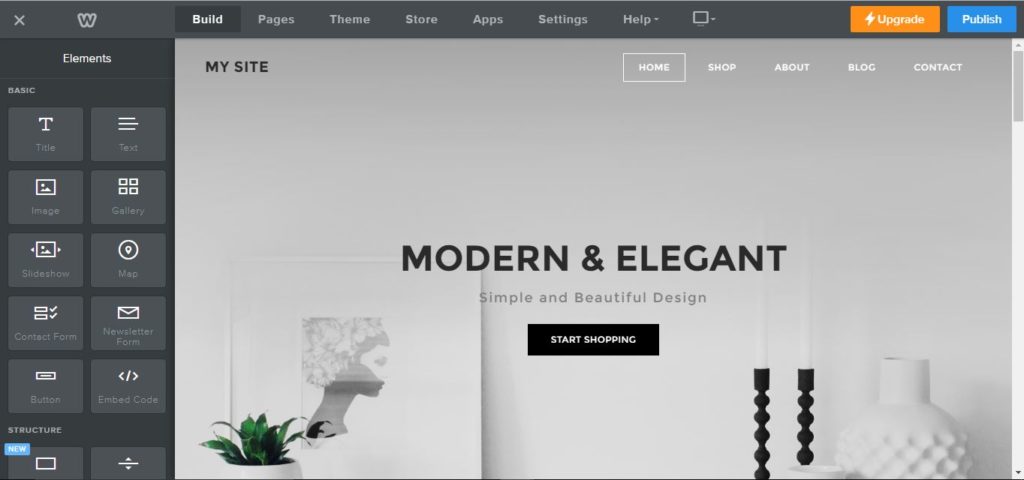 Build Pages Theme Store Apps Settings Help Upgrade Publish
Elements
BASIC
Title Text
Image Gallery
Slideshow Map
Contact Form Newsletter Form
Button Embed Code
STRUCTURE
NEW
MY SITE HOME SHOP ABOUT BLOG CONTACT
MODERN & ELEGANT
Simple and Beautiful Design
START SHOPPING